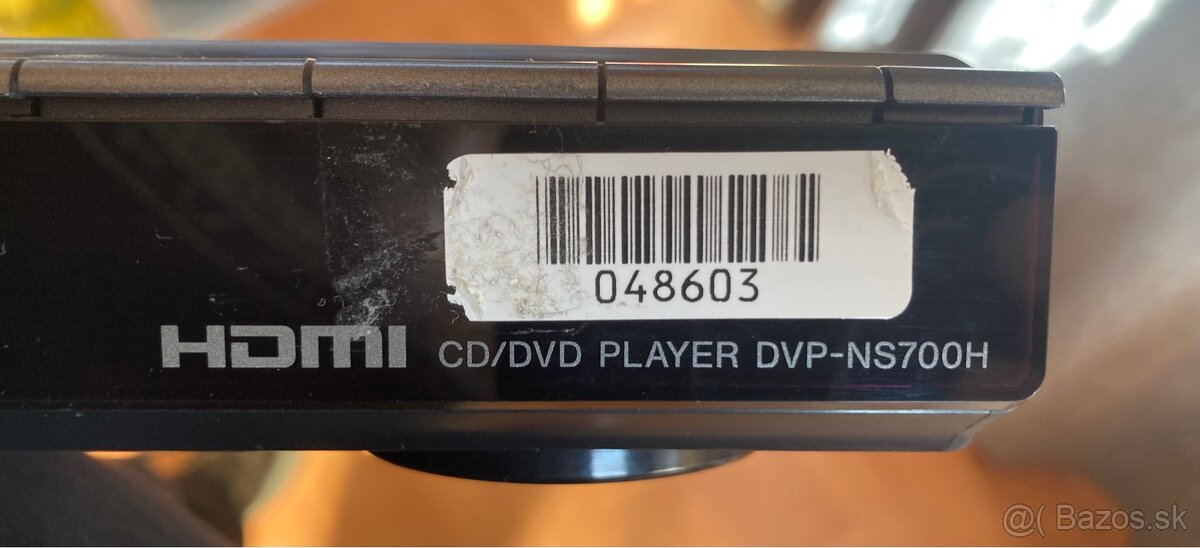 048603
HDMI CD/DVD PLAYER DVP-NS700H
@( Bazos.sk